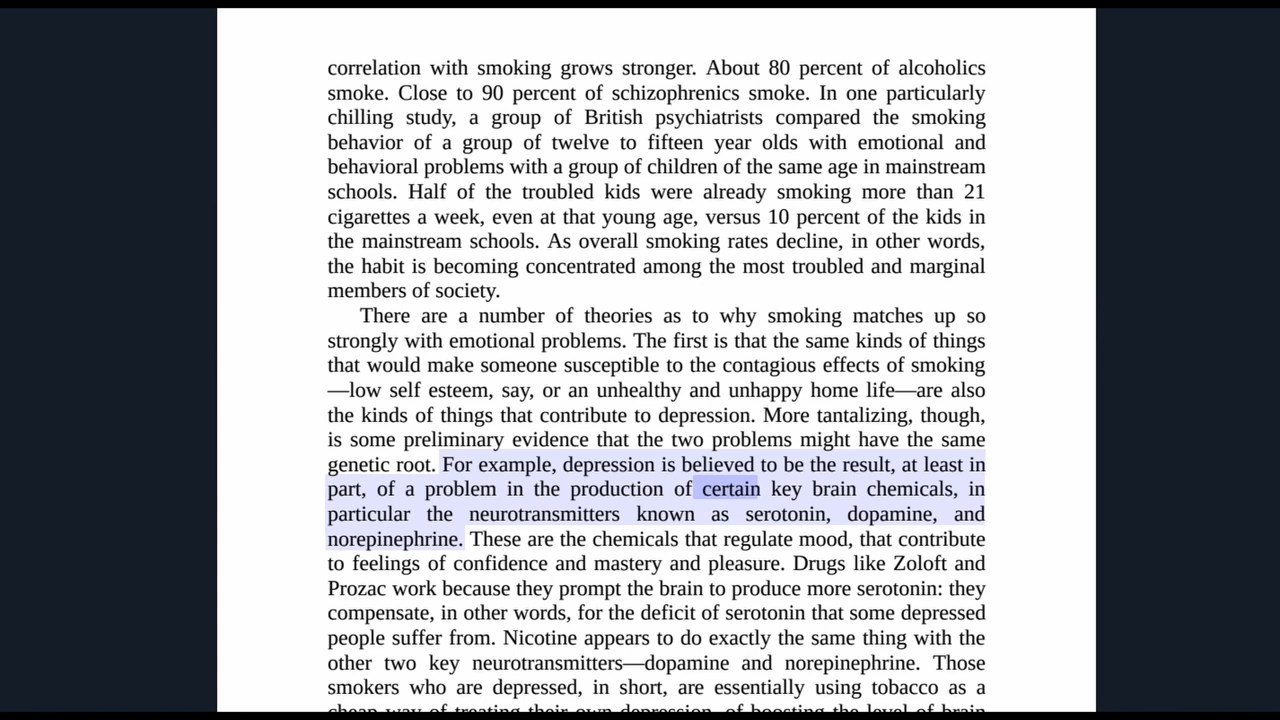 correlation with smoking grows stronger. About 80 percent of alcoholics
smoke. Close to 90 percent of schizophrenics smoke. In one particularly
chilling study, a group of British psychiatrists compared the smoking
behavior of a group of twelve to fifteen year olds with emotional and
behavioral problems with a group of children of the same age in mainstream
schools. Half of the troubled kids were already smoking more than 21
cigarettes a week, even at that young age, versus 10 percent of the kids in
the mainstream schools. As overall smoking rates decline, in other words,
the habit is becoming concentrated among the most troubled and marginal
members of society.
There are a number of theories as to why smoking matches up so
strongly with emotional problems. The first is that the same kinds of things
that would make someone susceptible to the contagious effects of smoking
—low self esteem, say, or an unhealthy and unhappy home life—are also
the kinds of things that contribute to depression. More tantalizing, though,
is some preliminary evidence that the two problems might have the same
genetic root. For example, depression is believed to be the result, at least in
part, of a problem in the production of certain key brain chemicals, in
particular the neurotransmitters known as serotonin, dopamine, and
norepinephrine. These are the chemicals that regulate mood, that contribute
to feelings of confidence and mastery and pleasure. Drugs like Zoloft and
Prozac work because they prompt the brain to produce more serotonin: they
compensate, in other words, for the deficit of serotonin that some depressed
people suffer from. Nicotine appears to do exactly the same thing with the
other two key neurotransmitters—dopamine and norepinephrine. Those
smokers who are depressed, in short, are essentially using tobacco as a
cheap way of treating their own depression, of boosting the level of brain